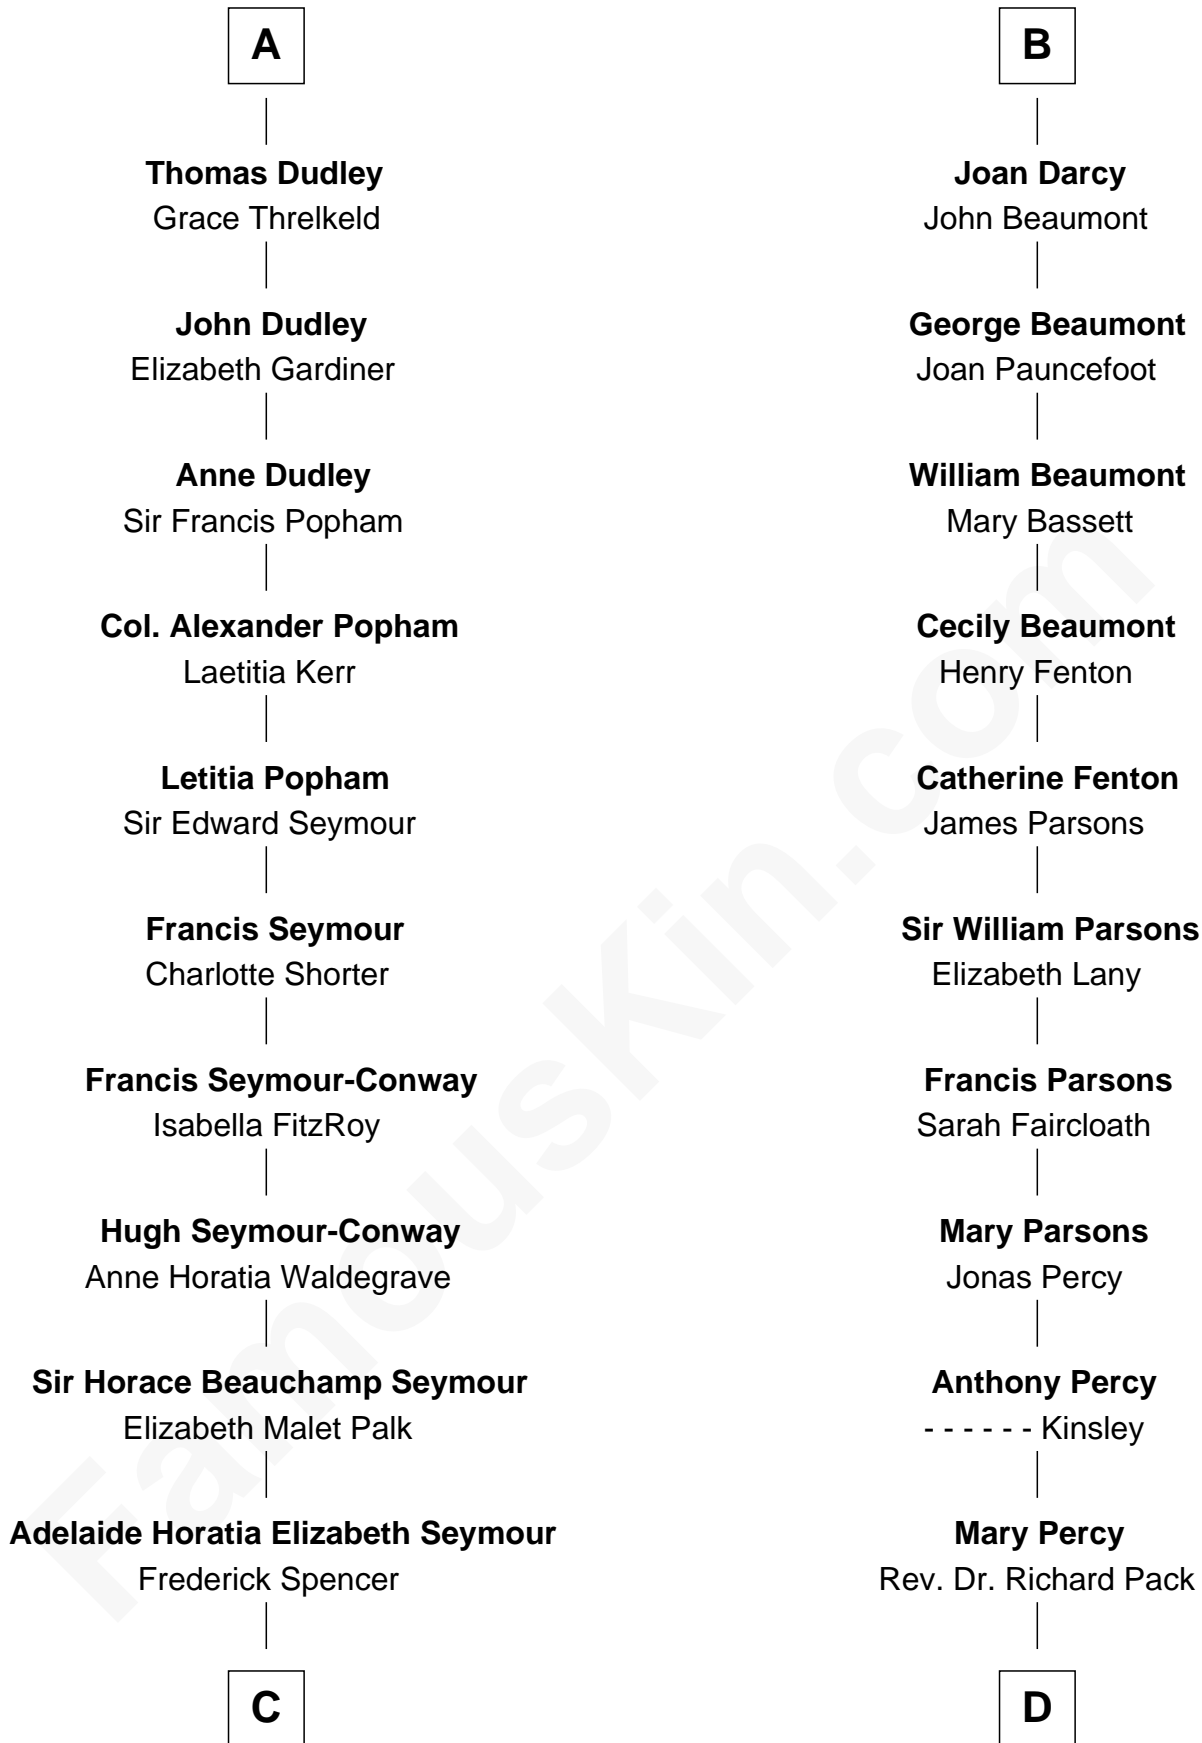 A
Thomas Dudley
Grace Threlkeld
John Dudley
Elizabeth Gardiner
Anne Dudley
Sir Francis Popham
Col. Alexander Popham
Laetitia Kerr
Letitia Popham
Sir Edward Seymour
Francis Seymour
Charlotte Shorter
Francis Seymour-Conway
Isabella FitzRoy
Hugh Seymour-Conway
Anne Horatia Waldegrave
Sir Horace Beauchamp Seymour
Elizabeth Malet Palk
Adelaide Horatia Elizabeth Seymour
Frederick Spencer
C
B
Joan Darcy
John Beaumont
George Beaumont
Joan Pauncefoot
William Beaumont
Mary Bassett
Cecily Beaumont
Henry Fenton
Catherine Fenton
James Parsons
Sir William Parsons
Elizabeth Lany
Francis Parsons
Sarah Faircloath
Mary Parsons
Jonas Percy
Anthony Percy
- - - - - - Kinsley
Mary Percy
Rev. Dr. Richard Pack
D
FamousKin.com